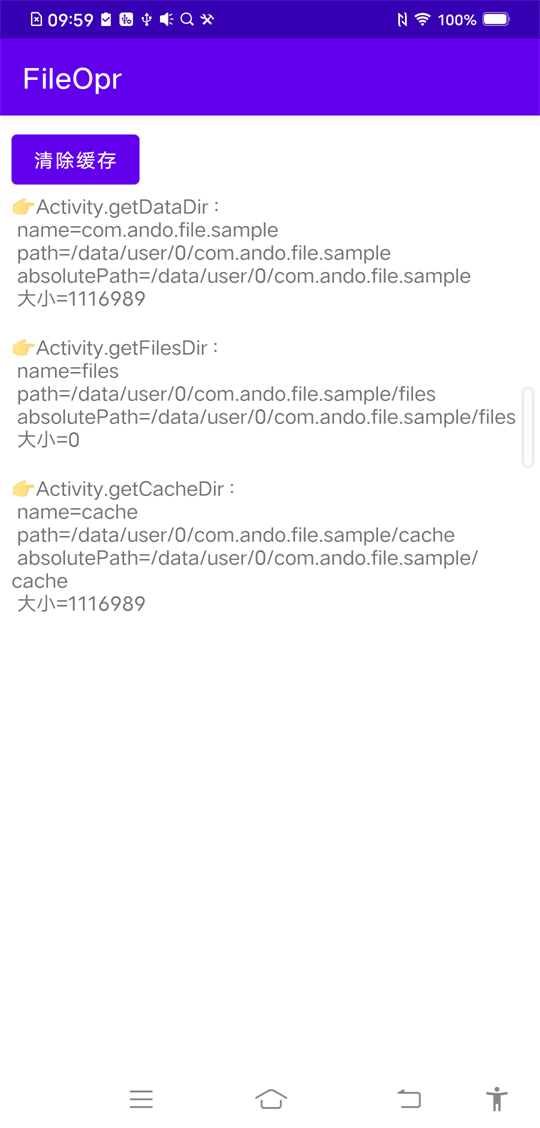 09:59 100%
FileOpr
清除缓存
👉Activity.getDataDir：
name=com.ando.file.sample
path=/data/user/0/com.ando.file.sample
absolutePath=/data/user/0/com.ando.file.sample
大小=1116989
👉Activity.getFilesDir：
name=files
path=/data/user/0/com.ando.file.sample/files
absolutePath=/data/user/0/com.ando.file.sample/files
大小=0
👉Activity.getCacheDir：
name=cache
path=/data/user/0/com.ando.file.sample/cache
absolutePath=/data/user/0/com.ando.file.sample/
cache
大小=1116989